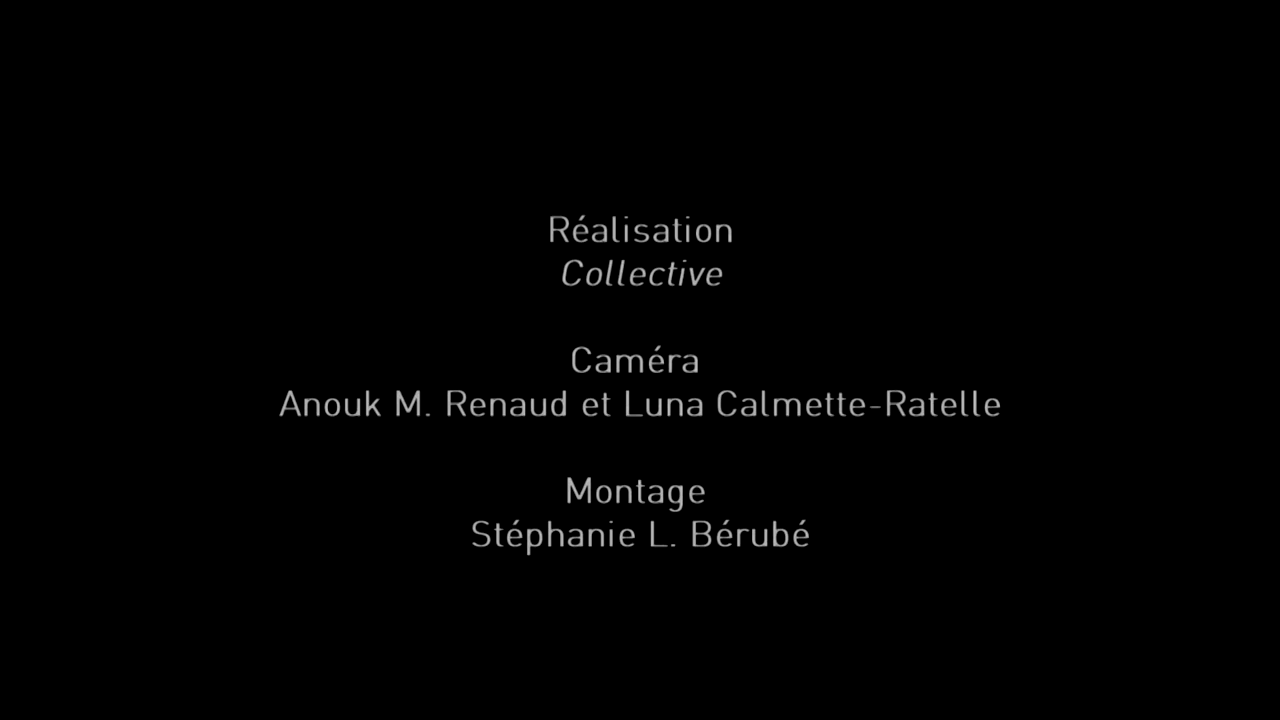 Réalisation
Collective
Caméra
Anouk M. Renaud et Luna Calmette-Ratelle
Montage
Stéphanie L. Bérubé